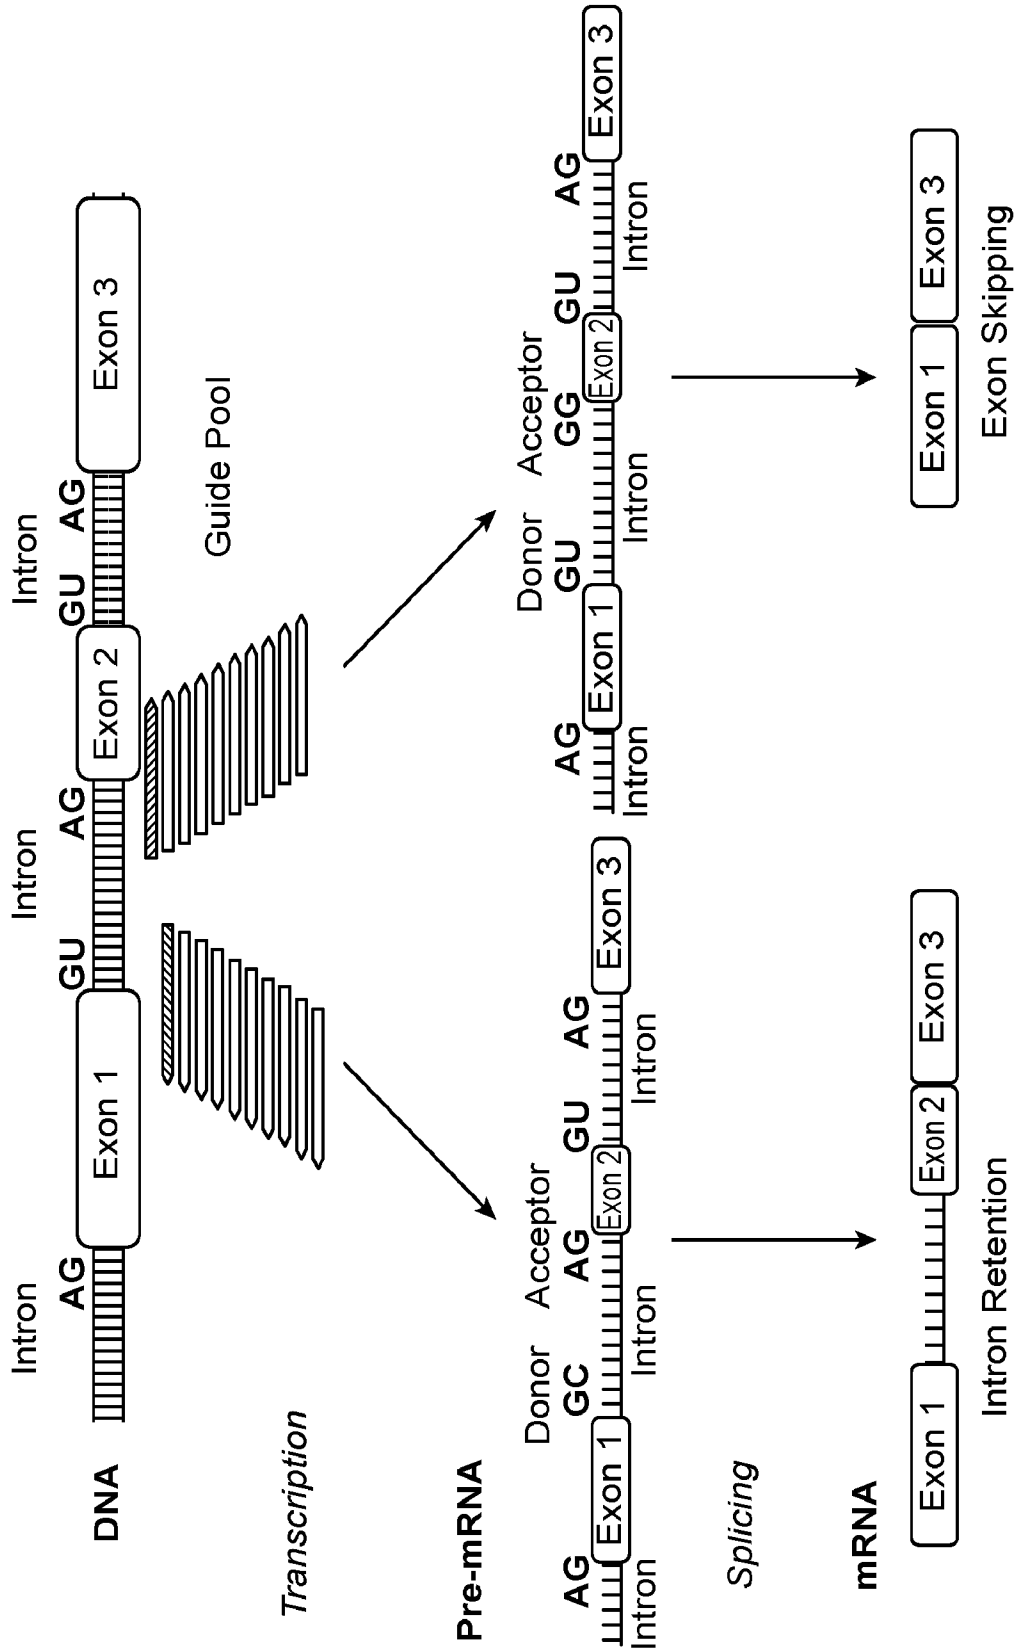 Intron Intron Intron
AG GU AG GU AG
DNA Exon 1 Exon 2 Exon 3
Guide Pool
Transcription
Pre-mRNA
Donor Acceptor
AG GC AG GU AG
Exon 1 Exon 2 Exon 3
Intron Intron Intron
Donor Acceptor
AG GU GG GU AG
Exon 1 Exon 2 Exon 3
Intron Intron Intron
Splicing
mRNA
Exon 1 Exon 2 Exon 3
Intron Retention
Exon 1 Exon 3
Exon Skipping